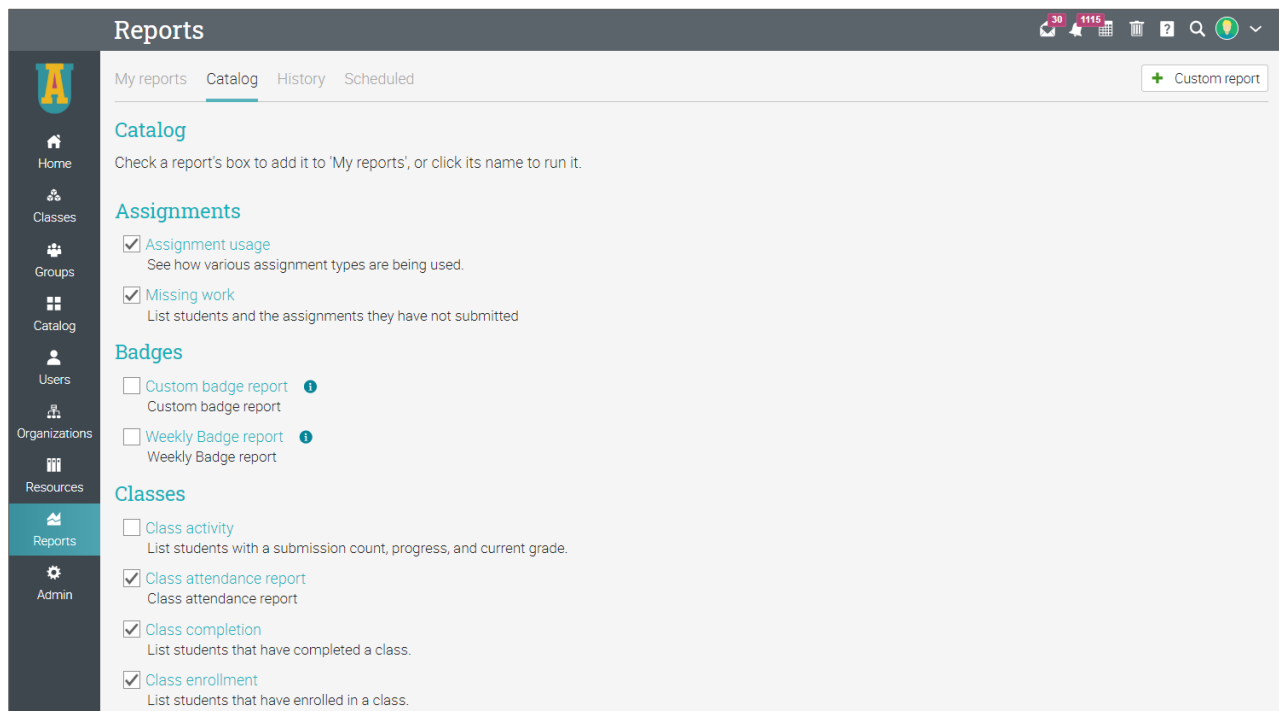 Reports
30
1115
?
My reports Catalog History Scheduled
+ Custom report
A
Home
Classes
Groups
Catalog
Users
Organizations
Resources
Reports
Admin
Catalog
Check a report's box to add it to 'My reports', or click its name to run it.
Assignments
Assignment usage
See how various assignment types are being used.
Missing work
List students and the assignments they have not submitted
Badges
Custom badge report i
Custom badge report
Weekly Badge report i
Weekly Badge report
Classes
Class activity
List students with a submission count, progress, and current grade.
Class attendance report
Class attendance report
Class completion
List students that have completed a class.
Class enrollment
List students that have enrolled in a class.